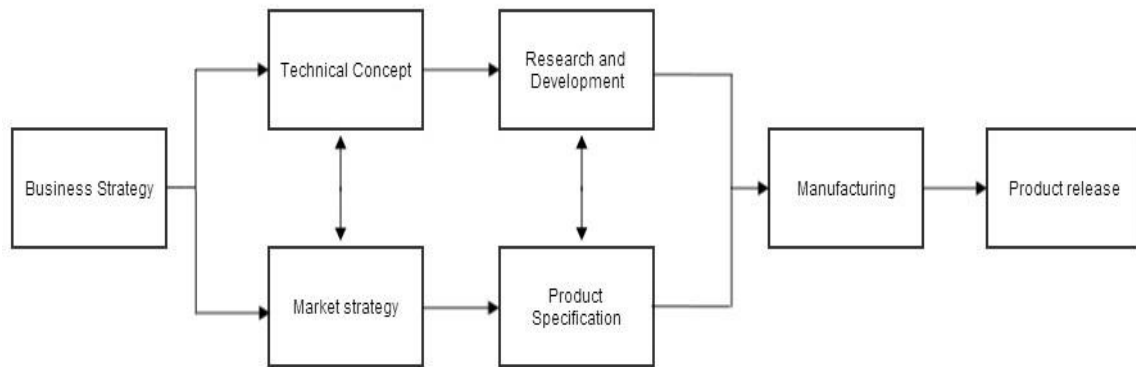 Technical Concept
Research and
Development
Business Strategy
Manufacturing
Product release
Market strategy
Product
Specification